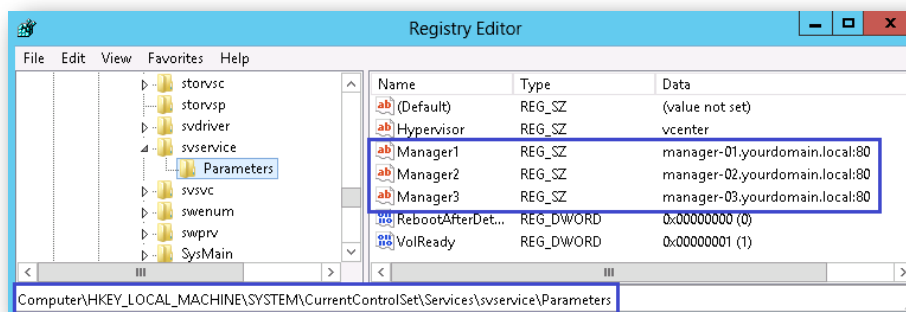 Registry Editor
File Edit View Favorites Help
storvsc
storvsp
svdriver
svservice
Parameters
svsvc
swenum
swprv
SysMain
Name Type Data
(Default) REG_SZ (value not set)
Hypervisor REG_SZ vcenter
Manager1 REG_SZ manager-01.yourdomain.local:80
Manager2 REG_SZ manager-02.yourdomain.local:80
Manager3 REG_SZ manager-03.yourdomain.local:80
RebootAfterDet... REG_DWORD 0x00000000 (0)
VolReady REG_DWORD 0x00000001 (1)
Computer\HKEY_LOCAL_MACHINE\SYSTEM\CurrentControlSet\Services\svservice\Parameters